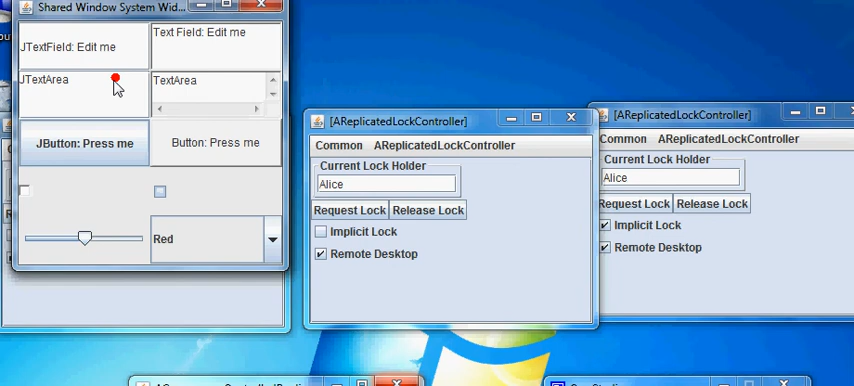 Shared Window System Wid...
JTextField: Edit me
Text Field: Edit me
JTextArea
TextArea
JButton: Press me
Button: Press me
Red
[AReplicatedLockController]
Common AReplicatedLockController
Current Lock Holder
Alice
Request Lock Release Lock
Implicit Lock
Remote Desktop
[AReplicatedLockController]
Common AReplicatedLockController
Current Lock Holder
Alice
Request Lock Release Lock
Implicit Lock
Remote Desktop